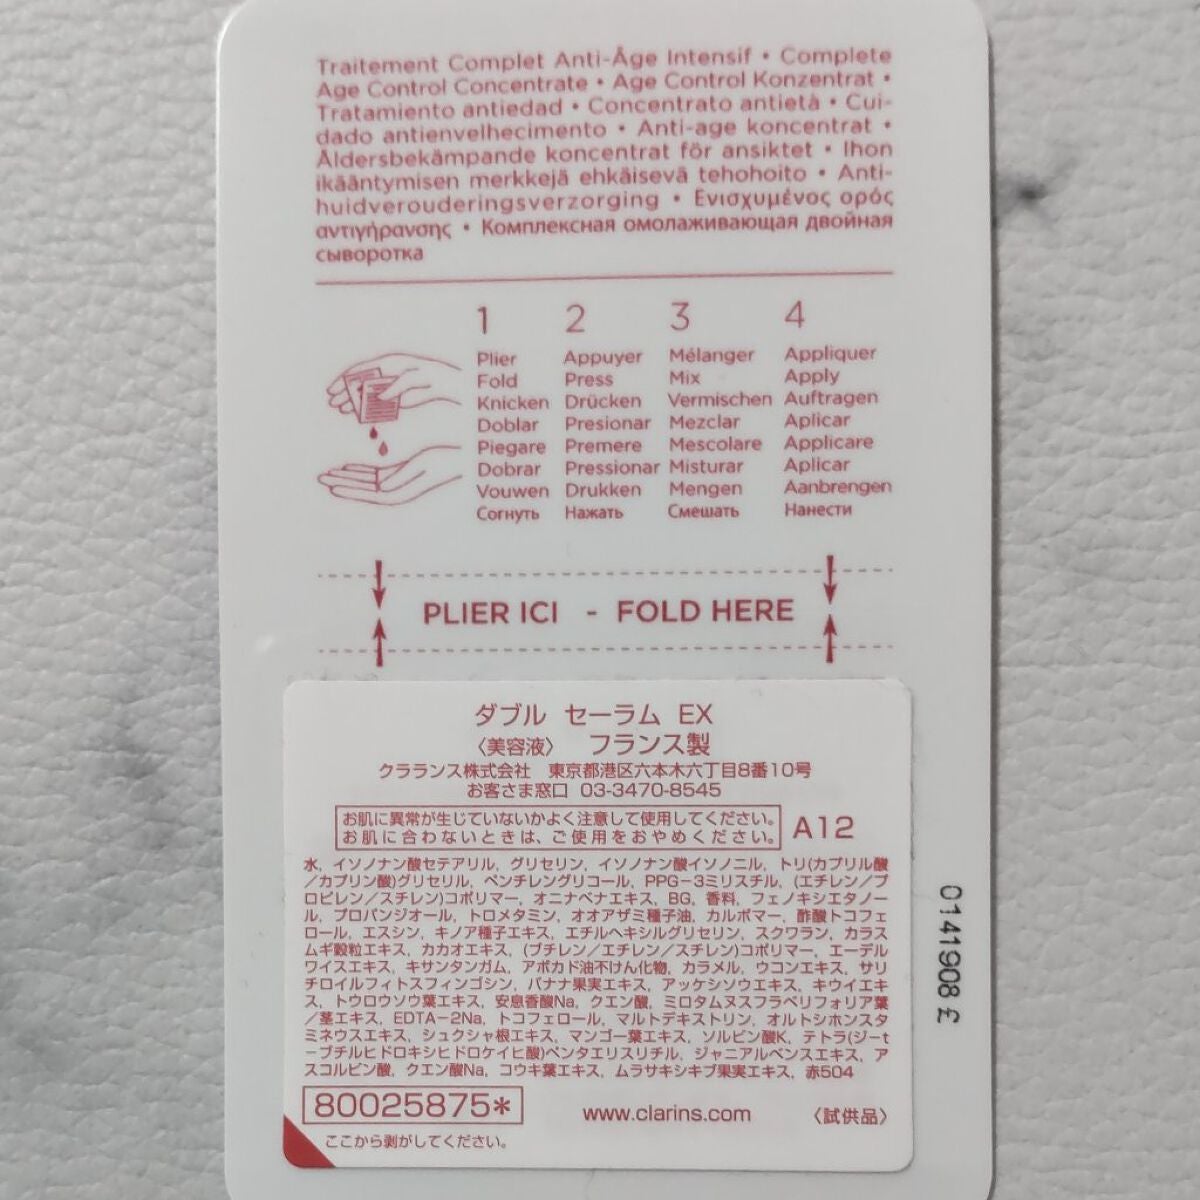 Traitement Complet Anti-Âge Intensif • Complete
Age Control Concentrate • Age Control Konzentrat •
Tratamiento antiedad • Concentrato antietà • Cui-
dado antienvelhecimento • Anti-age koncentrat •
Åldersbekämpande koncentrat för ansiktet • Ihon
ikääntymisen merkkejä ehkäisevä tehohoito • Anti-
huidverouderingsverzorging • Ενισχυμένος ορός
αντιγήρανσης • Комплексная омолаживающая двойная
сыворотка
1 2 3 4
Plier Appuyer Mélanger Appliquer
Fold Press Mix Apply
Knicken Drücken Vermischen Auftragen
Doblar Presionar Mezclar Aplicar
Piegare Premere Mescolare Applicare
Dobrar Pressionar Misturar Aplicar
Vouwen Drukken Mengen Aanbrengen
Согнуть Нажать Смешать Нанести
PLIER ICI - FOLD HERE
ダブル セーラム EX
〈美容液〉 フランス製
クラランス株式会社 東京都港区六本木六丁目8番10号
お客さま窓口 03-3470-8545
お肌に異常が生じていないかよく注意して使用してください。
お肌に合わないときは、ご使用をおやめください。
A12
水, イソノナン酸セテアリル, グリセリン, イソノナン酸イソノニル, トリ(カプリル酸
／カプリン酸)グリセリル, ペンチレングリコール, PPG－3ミリスチル, (エチレン／プ
ロピレン／スチレン)コポリマー, オニナベナエキス, BG, 香料, フェノキシエタノー
ル, プロパンジオール, トロメタミン, オオアザミ種子油, カルボマー, 酢酸トコフェ
ロール, エスシン, キノア種子エキス, エチルヘキシルグリセリン, スクワラン, カラス
ムギ穀粒エキス, カカオエキス, (ブチレン／エチレン／スチレン)コポリマー, エーデル
ワイスエキス, キサンタンガム, アボカド油不けん化物, カラメル, ウコンエキス, サリ
チロイルフィトスフィンゴシン, バナナ果実エキス, アッケシソウエキス, キウイエキ
ス, トウロウソウ葉エキス, 安息香酸Na, クエン酸, ミロタムヌスフラベリフォリア葉
／茎エキス, EDTA－2Na, トコフェロール, マルトデキストリン, オルトシホンスタ
ミネウスエキス, シュクシャ根エキス, マンゴー葉エキス, ソルビン酸K, テトラ(ジーt
－ブチルヒドロキシヒドロケイヒ酸)ペンタエリスリチル, ジャニアルベンスエキス, ア
スコルビン酸, クエン酸Na, コウキ葉エキス, ムラサキシキブ果実エキス, 赤504
80025875* www.clarins.com 〈試供品〉
ここから剥がしてください。
0141908 £